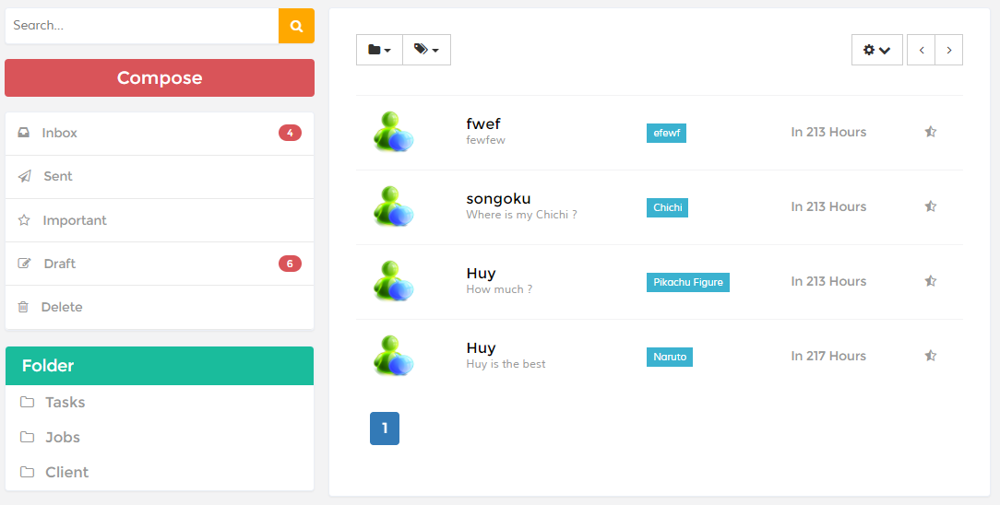 Search...
Compose
Inbox 4
Sent
Important
Draft 6
Delete
Folder
Tasks
Jobs
Client
fwef
fewfew
efewf
In 213 Hours
songoku
Where is my Chichi ?
Chichi
In 213 Hours
Huy
How much ?
Pikachu Figure
In 213 Hours
Huy
Huy is the best
Naruto
In 217 Hours
1